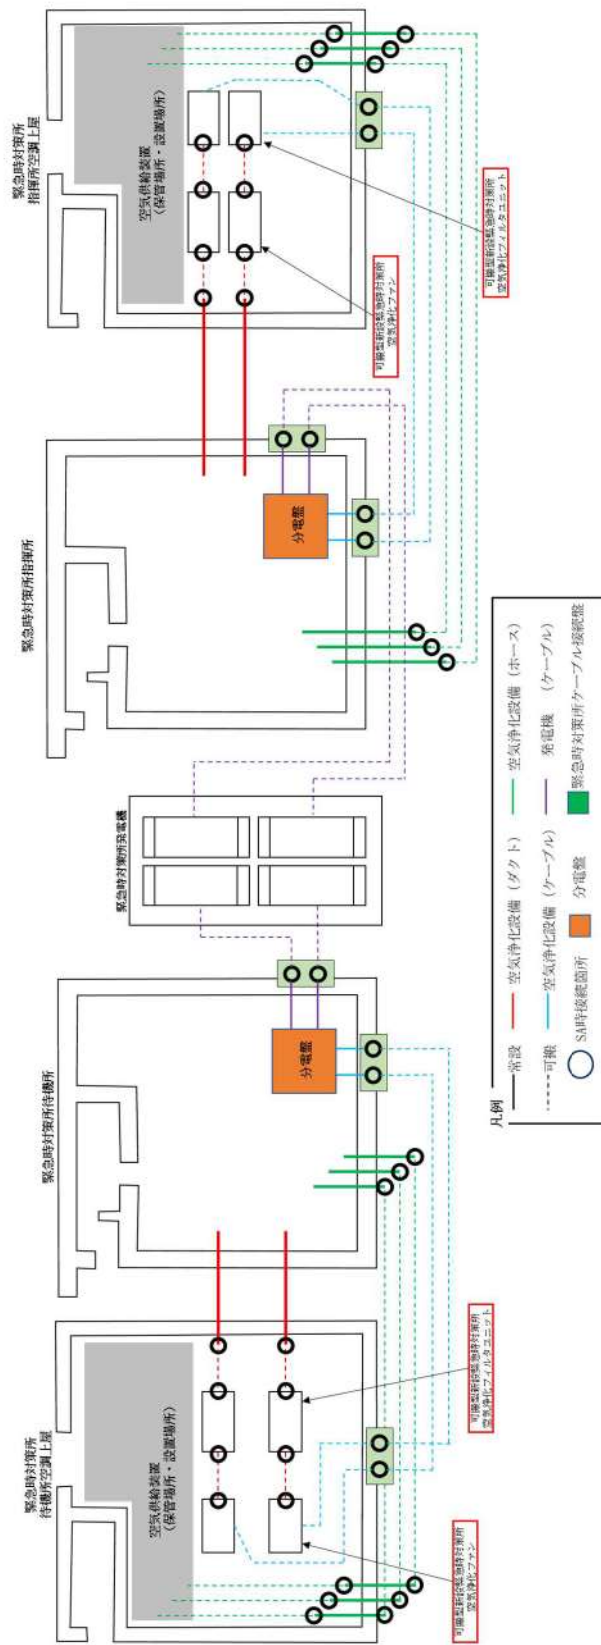 緊急時対策所
待機所空調上屋
空気供給装置
(保管場所・設置場所)
可搬型新設緊急時対策所
空気浄化ファン
可搬型新設緊急時対策所
空気浄化フィルタユニット
緊急時対策所待機所
分電盤
緊急時対策所発電機
緊急時対策所指揮所
分電盤
緊急時対策所
指揮所空調上屋
空気供給装置
(保管場所・設置場所)
可搬型新設緊急時対策所
空気浄化ファン
可搬型新設緊急時対策所
空気浄化フィルタユニット
凡例
常設 空気浄化設備(ダクト) 空気浄化設備(ホース)
可搬 空気浄化設備(ケーブル) 発電機 (ケーブル)
SA時接続箇所 分電盤 緊急時対策所ケーブル接続盤